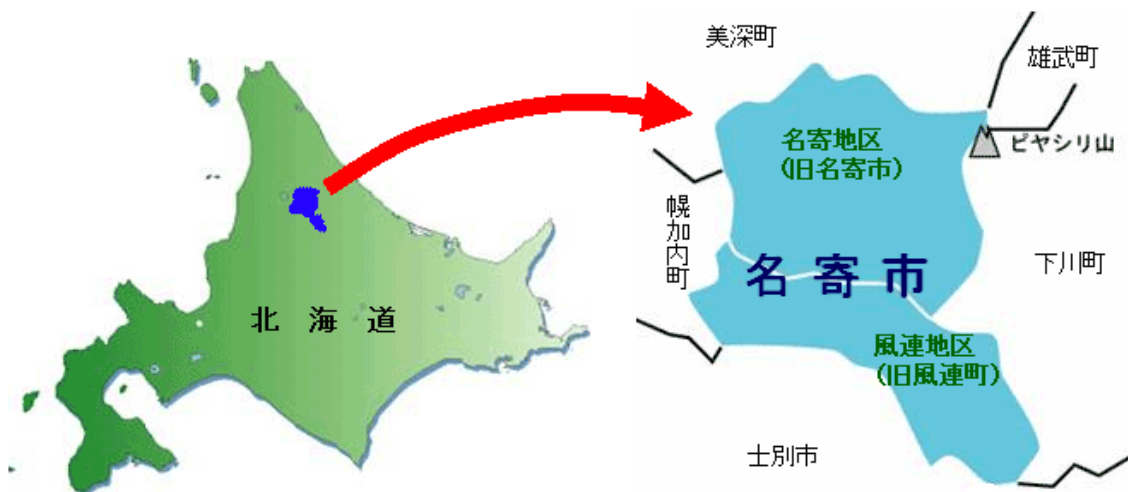 北海道
美深町
雄武町
名寄地区
(旧名寄市)
ピヤシリ山
幌加内町
名寄市
下川町
風連地区
(旧風連町)
士別市